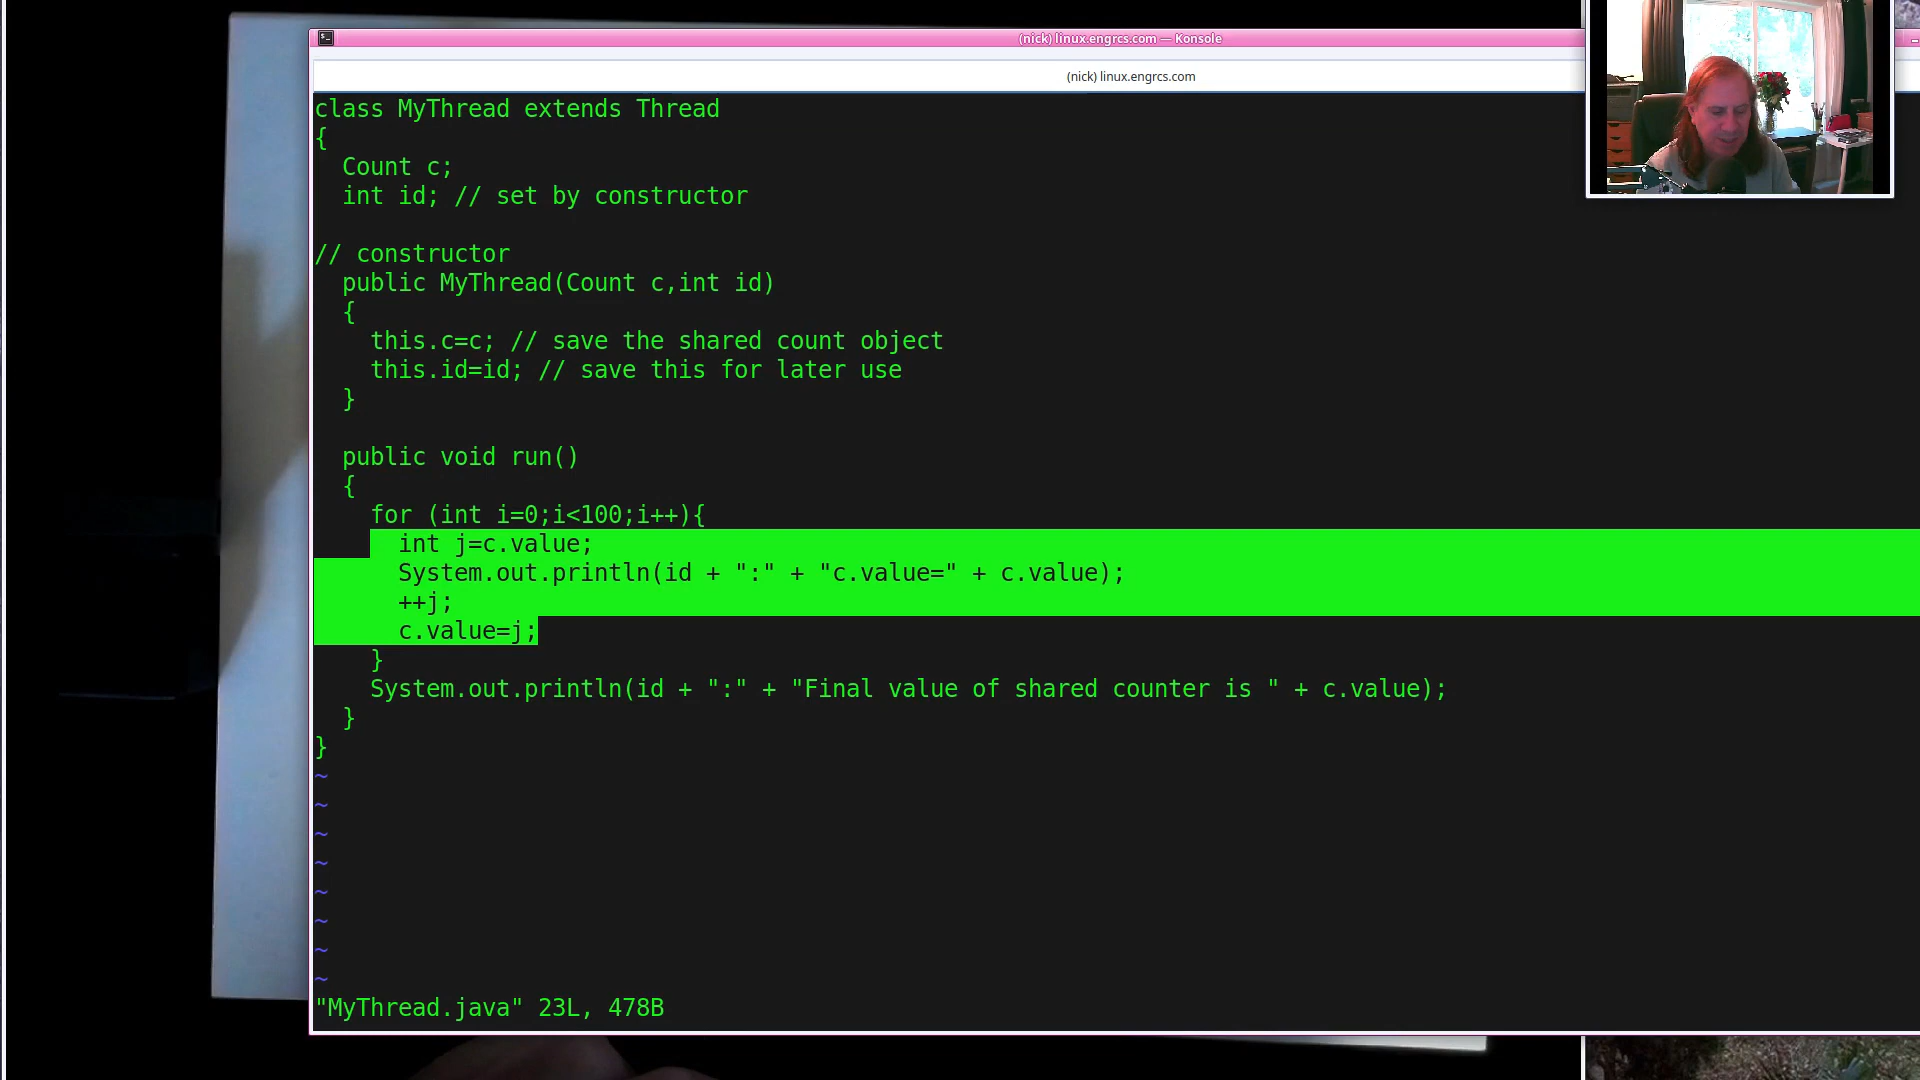 (nick) linux.engrcs.com — Konsole
(nick) linux.engrcs.com
class MyThread extends Thread
{
  Count c;
  int id; // set by constructor

// constructor
  public MyThread(Count c,int id)
  {
    this.c=c; // save the shared count object
    this.id=id; // save this for later use
  }

  public void run()
  {
    for (int i=0;i<100;i++){
      int j=c.value;
      System.out.println(id + ":" + "c.value=" + c.value);
      ++j;
      c.value=j;
    }
    System.out.println(id + ":" + "Final value of shared counter is " + c.value);
  }
}
~
~
~
~
~
~
~
~
"MyThread.java" 23L, 478B